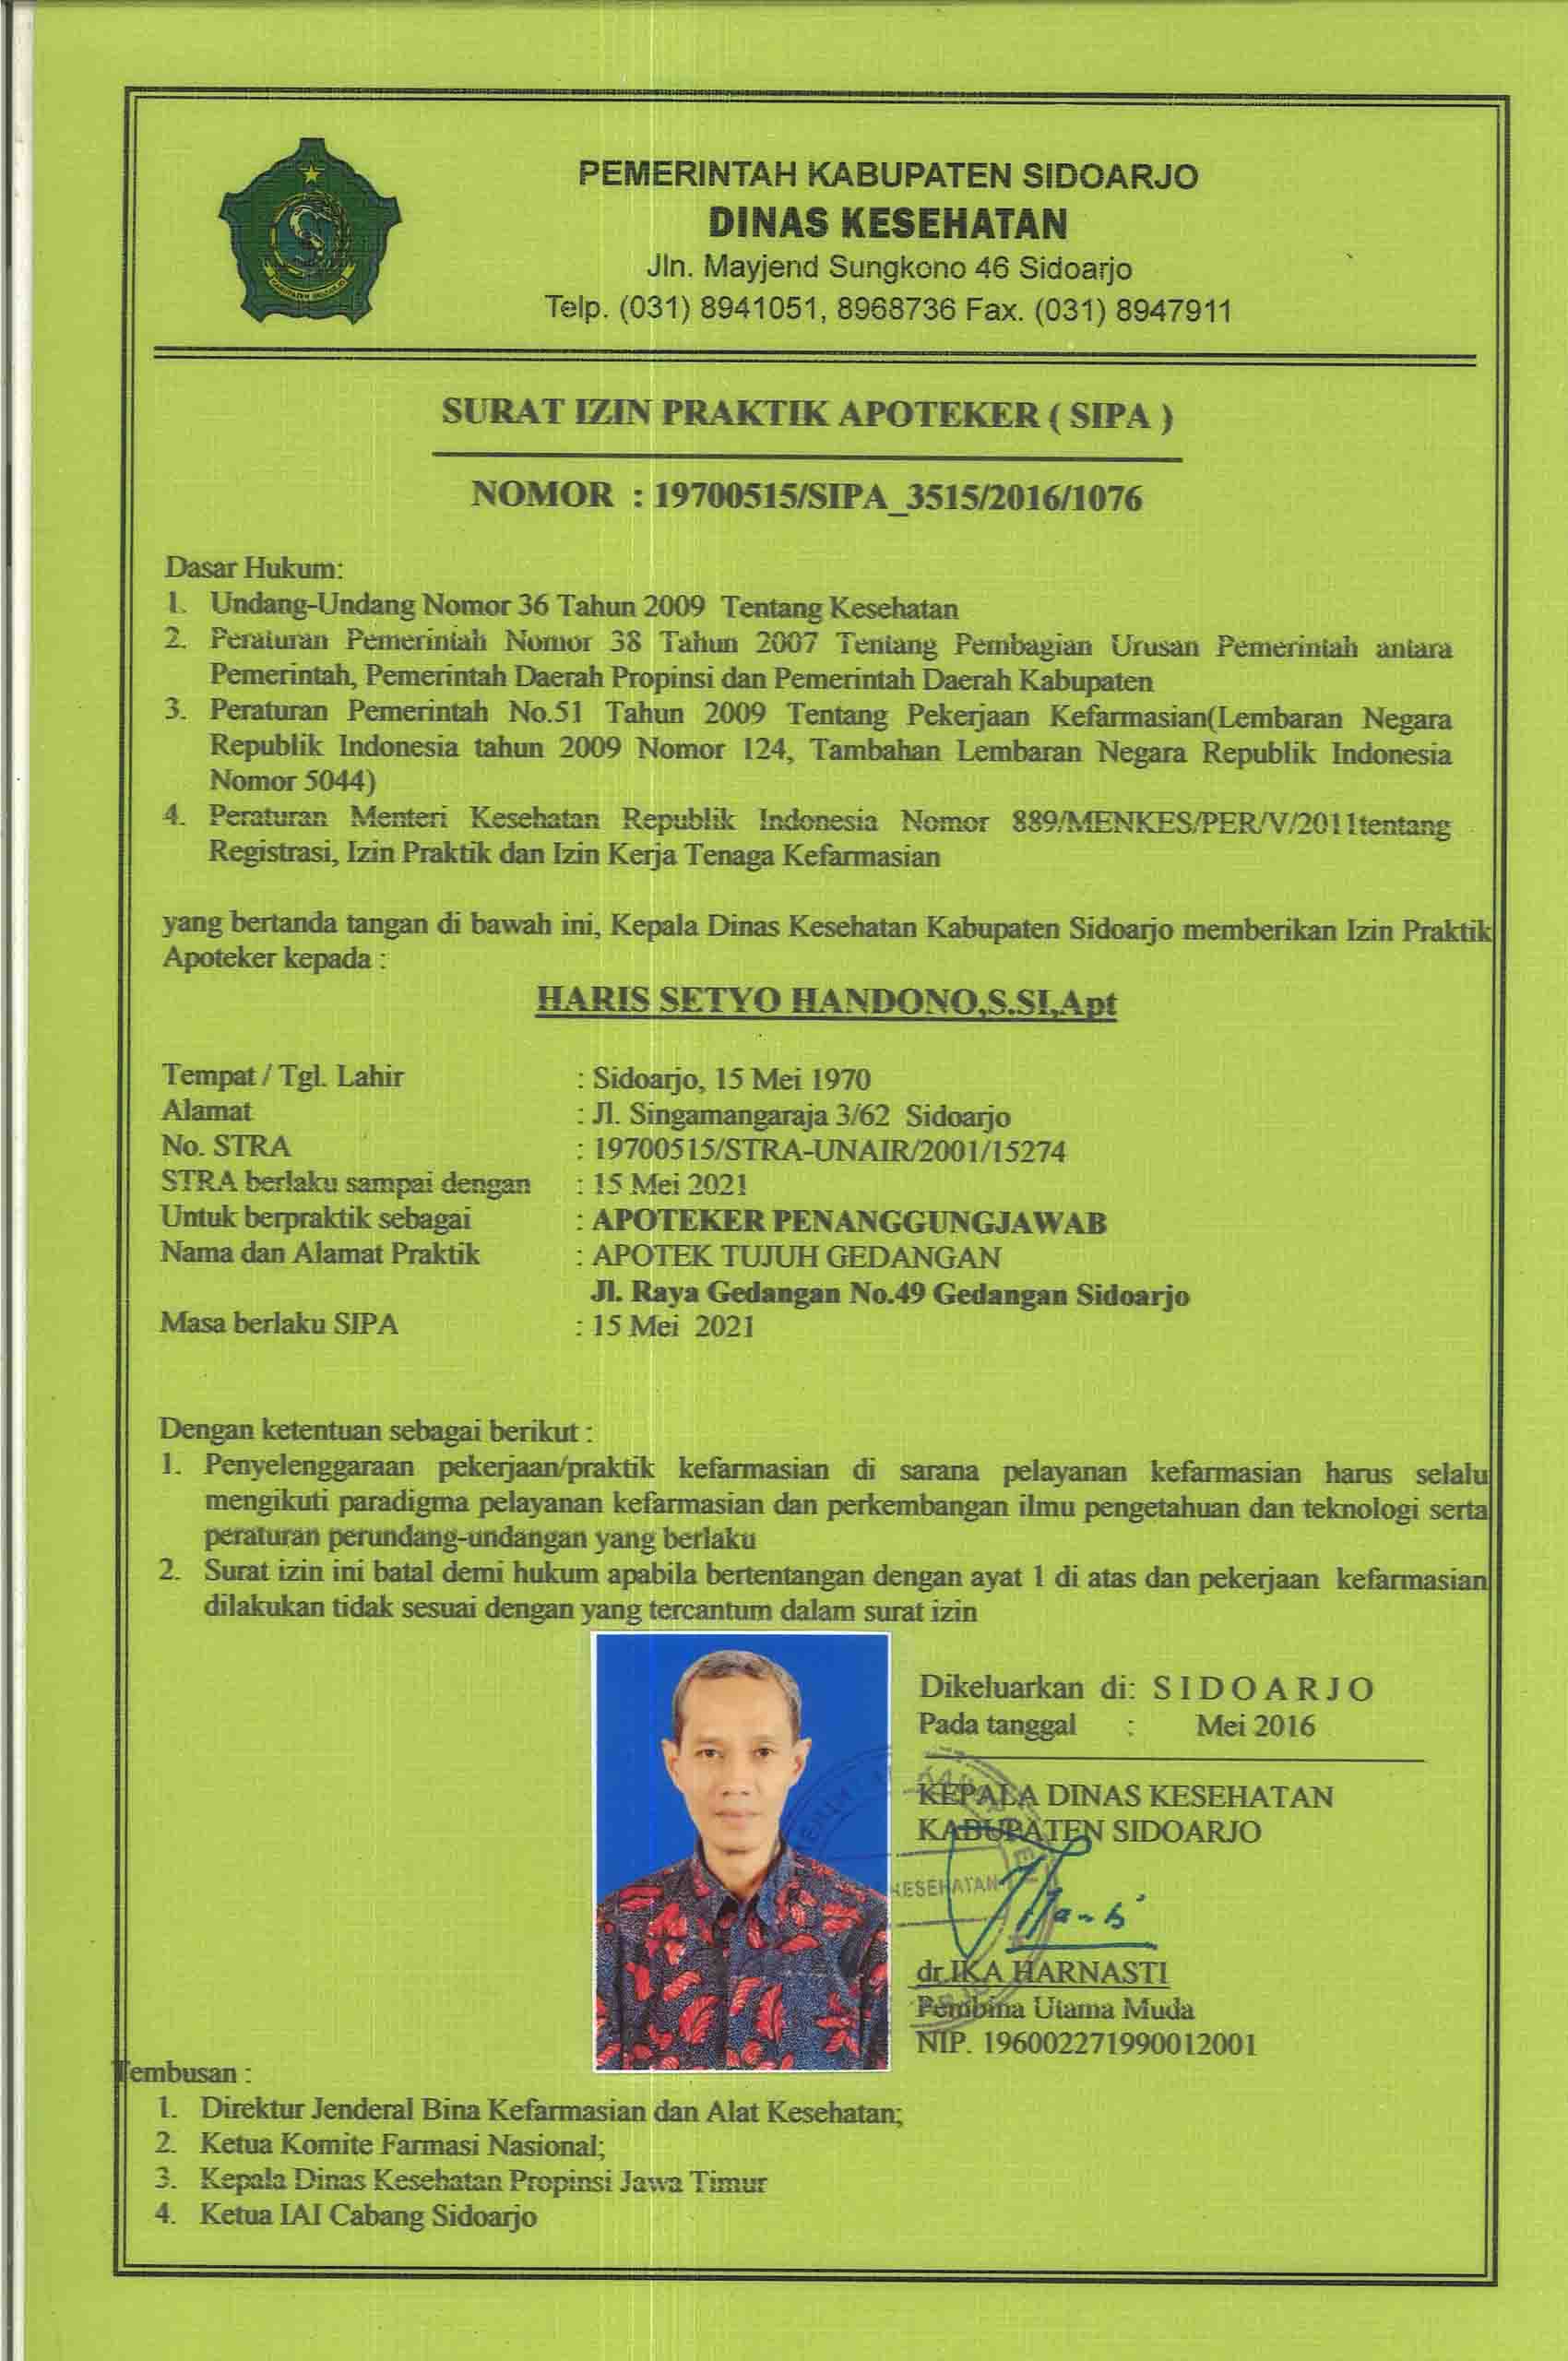 PEMERINTAH KABUPATEN SIDOARJO
DINAS KESEHATAN
Jln. Mayjend Sungkono 46 Sidoarjo
Telp. (031) 8941051, 8968736 Fax. (031) 8947911
SURAT IZIN PRAKTIK APOTEKER ( SIPA )
NOMOR : 19700515/SIPA_3515/2016/1076
Dasar Hukum:
1. Undang-Undang Nomor 36 Tahun 2009 Tentang Kesehatan
2. Peraturan Pemerintah Nomor 38 Tahun 2007 Tentang Pembagian Urusan Pemerintah antara
Pemerintah, Pemerintah Daerah Propinsi dan Pemerintah Daerah Kabupaten
3. Peraturan Pemerintah No.51 Tahun 2009 Tentang Pekerjaan Kefarmasian(Lembaran Negara
Republik Indonesia tahun 2009 Nomor 124, Tambahan Lembaran Negara Republik Indonesia
Nomor 5044)
4. Peraturan Menteri Kesehatan Republik Indonesia Nomor 889/MENKES/PER/V/2011tentang
Registrasi, Izin Praktik dan Izin Kerja Tenaga Kefarmasian
yang bertanda tangan di bawah ini, Kepala Dinas Kesehatan Kabupaten Sidoarjo memberikan Izin Praktik
Apoteker kepada :
HARIS SETYO HANDONO,S.SI,Apt
Tempat / Tgl. Lahir : Sidoarjo, 15 Mei 1970
Alamat : Jl. Singamangaraja 3/62 Sidoarjo
No. STRA : 19700515/STRA-UNAIR/2001/15274
STRA berlaku sampai dengan : 15 Mei 2021
Untuk berpraktik sebagai : APOTEKER PENANGGUNGJAWAB
Nama dan Alamat Praktik : APOTEK TUJUH GEDANGAN
Jl. Raya Gedangan No.49 Gedangan Sidoarjo
Masa berlaku SIPA : 15 Mei 2021
Dengan ketentuan sebagai berikut :
1. Penyelenggaraan pekerjaan/praktik kefarmasian di sarana pelayanan kefarmasian harus selalu
mengikuti paradigma pelayanan kefarmasian dan perkembangan ilmu pengetahuan dan teknologi serta
peraturan perundang-undangan yang berlaku
2. Surat izin ini batal demi hukum apabila bertentangan dengan ayat 1 di atas dan pekerjaan kefarmasian
dilakukan tidak sesuai dengan yang tercantum dalam surat izin
Dikeluarkan di: S I D O A R J O
Pada tanggal : Mei 2016
KEPALA DINAS KESEHATAN
KABUPATEN SIDOARJO
KESEHATAN
dr.IKA HARNASTI
Pembina Utama Muda
NIP. 196002271990012001
Tembusan :
1. Direktur Jenderal Bina Kefarmasian dan Alat Kesehatan;
2. Ketua Komite Farmasi Nasional;
3. Kepala Dinas Kesehatan Propinsi Jawa Timur
4. Ketua IAI Cabang Sidoarjo